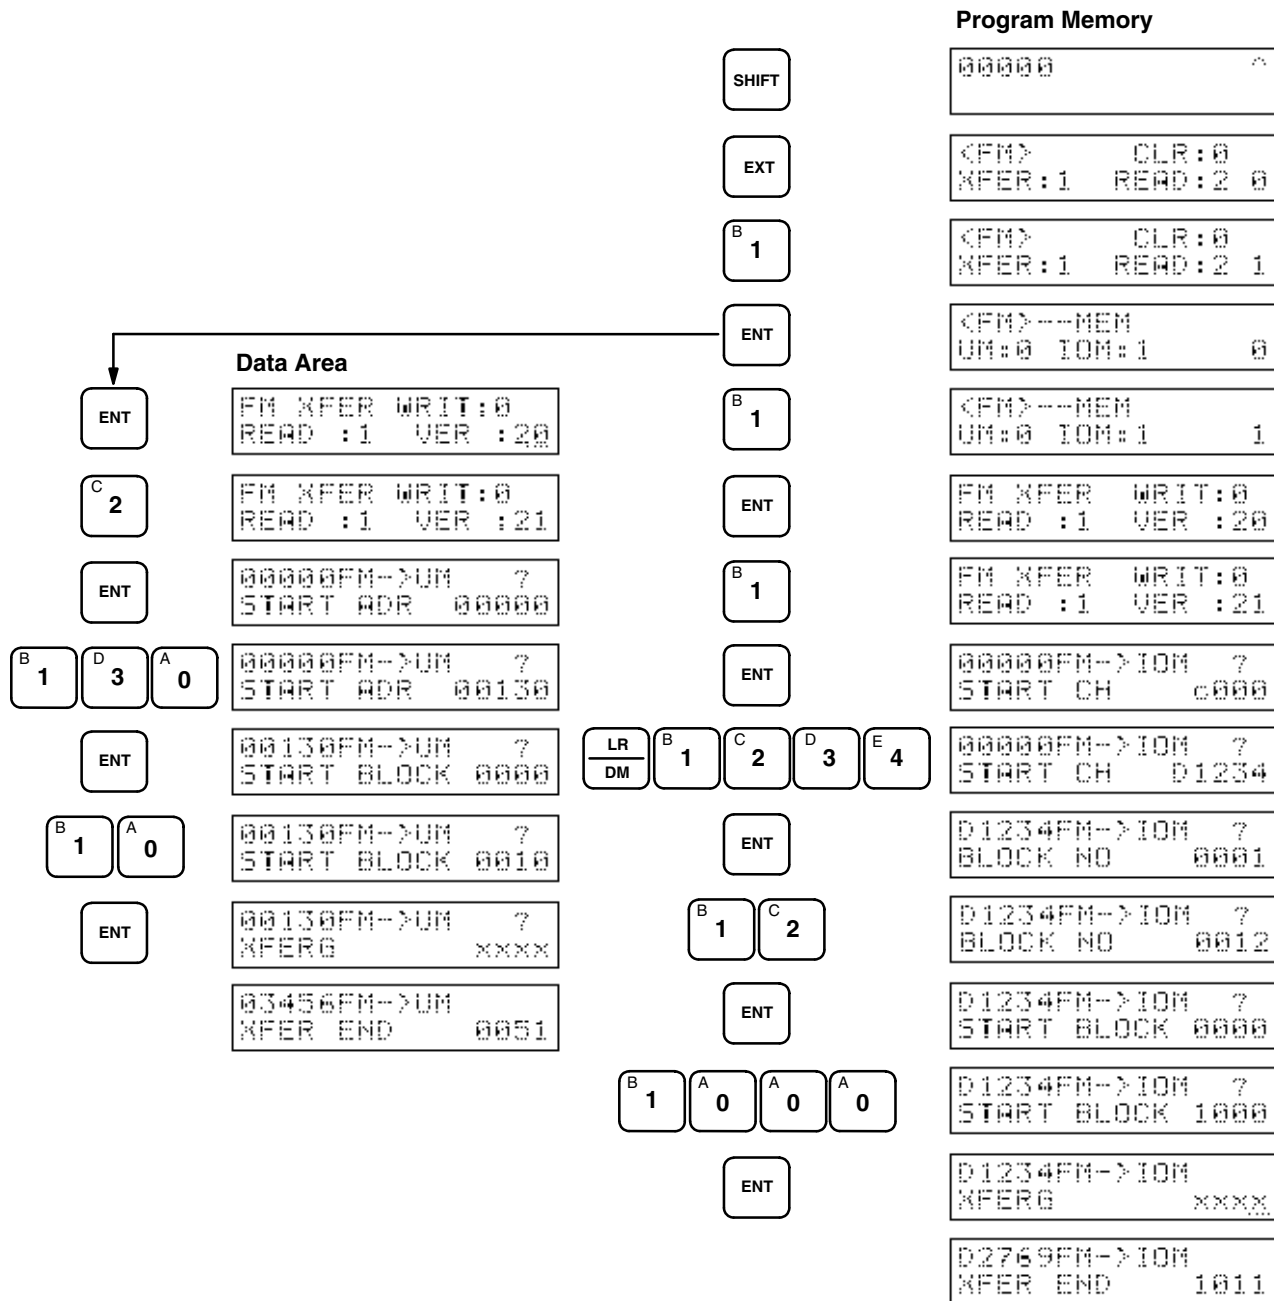 Program Memory
SHIFT
00000
EXT
<FM> CLR:0
XFER:1 READ:2 0
B 1
<FM> CLR:0
XFER:1 READ:2 1
ENT
<FM>--MEM
UM:0 IOM:1 0
B 1
<FM>--MEM
UM:0 IOM:1 1
ENT
FM XFER WRIT:0
READ :1 VER :20
B 1
FM XFER WRIT:0
READ :1 VER :21
ENT
00000FM->IOM ?
START CH c000
LR DM B 1 C 2 D 3 E 4
00000FM->IOM ?
START CH D1234
ENT
D1234FM->IOM ?
BLOCK NO 0001
B 1 C 2
D1234FM->IOM ?
BLOCK NO 0012
ENT
D1234FM->IOM ?
START BLOCK 0000
B 1 A 0 A 0 A 0
D1234FM->IOM ?
START BLOCK 1000
ENT
D1234FM->IOM
XFERG xxxx
D2769FM->IOM
XFER END 1011
Data Area
ENT
FM XFER WRIT:0
READ :1 VER :20
C 2
FM XFER WRIT:0
READ :1 VER :21
ENT
00000FM->UM ?
START ADR 00000
B 1 D 3 A 0
00000FM->UM ?
START ADR 00130
ENT
00130FM->UM ?
START BLOCK 0000
B 1 A 0
00130FM->UM ?
START BLOCK 0010
ENT
00130FM->UM ?
XFERG xxxx
03456FM->UM
XFER END 0051